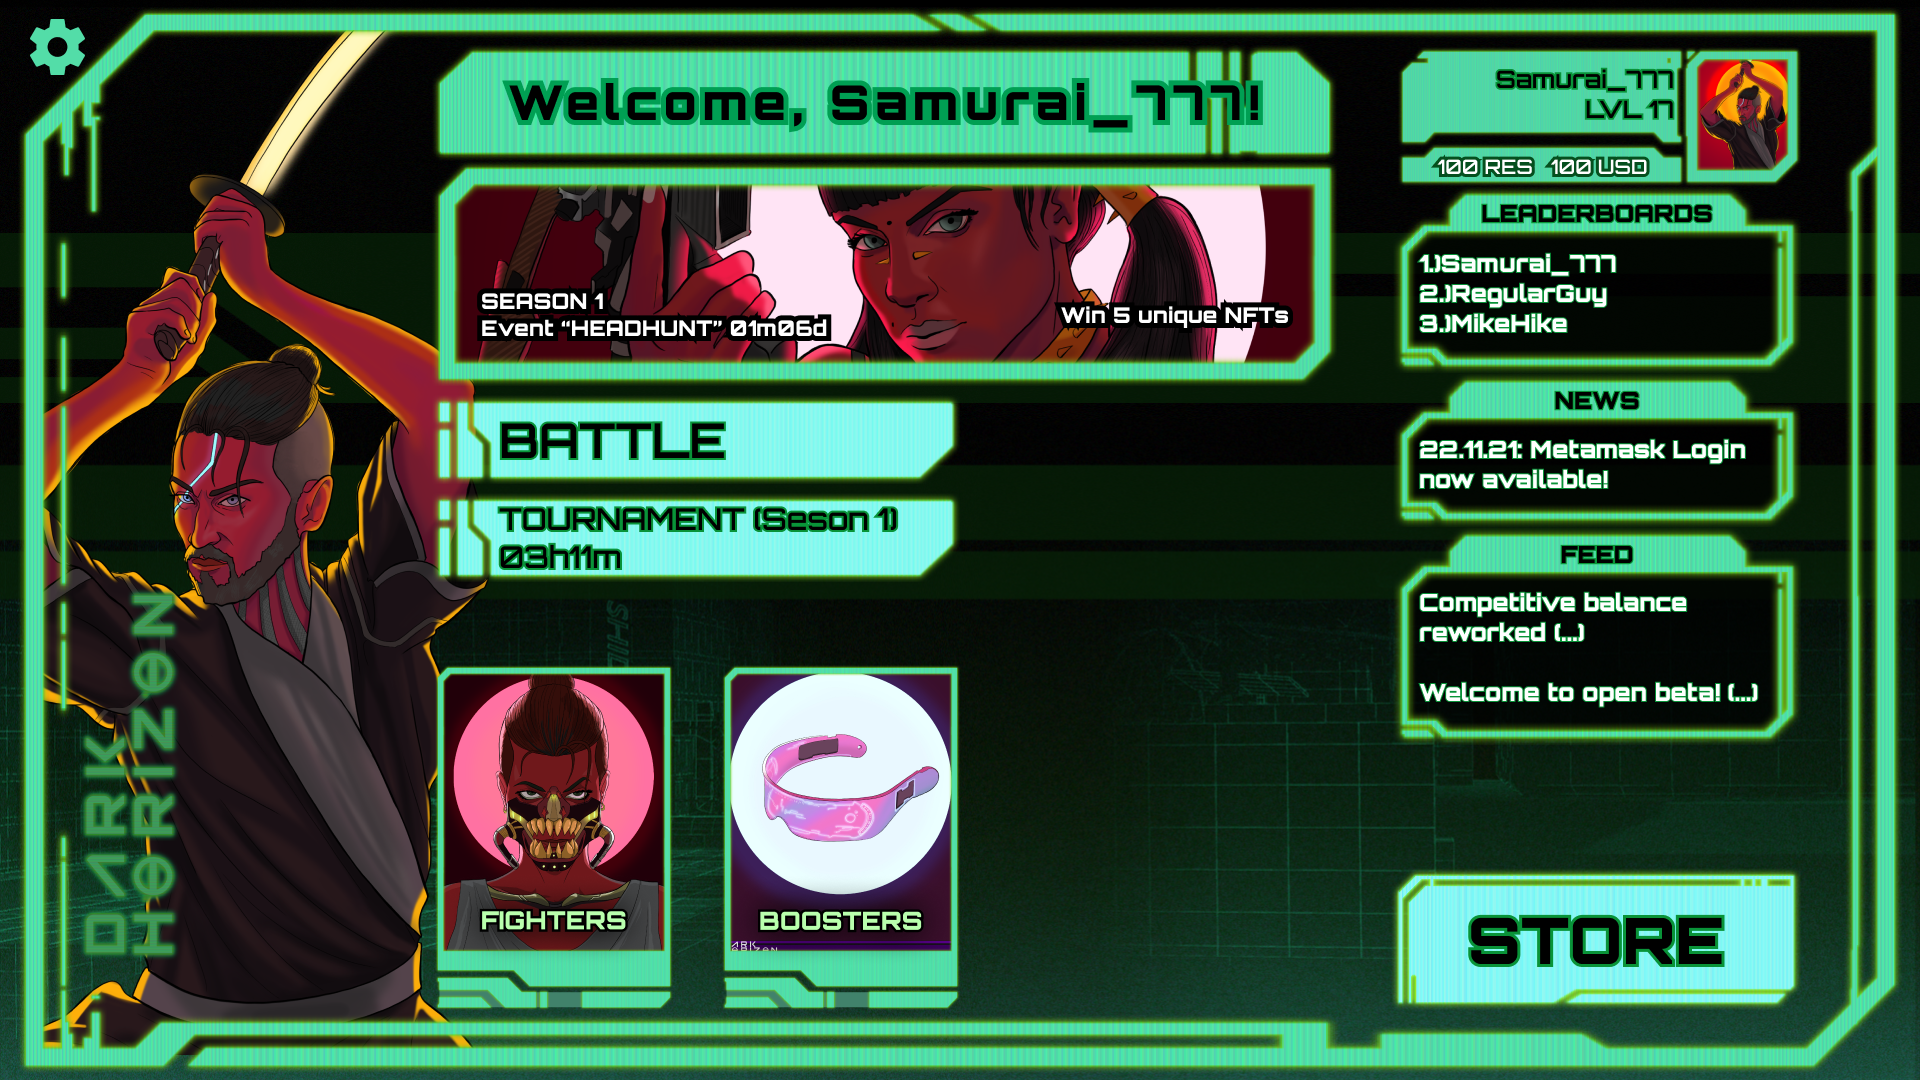 Welcome, Samurai_777!
Samurai_777
LVL 17
100 RES 100 USD
SEASON 1
Event “HEADHUNT” 01m06d
Win 5 unique NFTs
LEADERBOARDS
1.)Samurai_777
2.)RegularGuy
3.)MikeHike
NEWS
22.11.21: Metamask Login
now available!
FEED
Competitive balance
reworked (...)
Welcome to open beta! (...)
BATTLE
TOURNAMENT (Seson 1)
03h11m
DARK
HORIZON
FIGHTERS
BOOSTERS
STORE